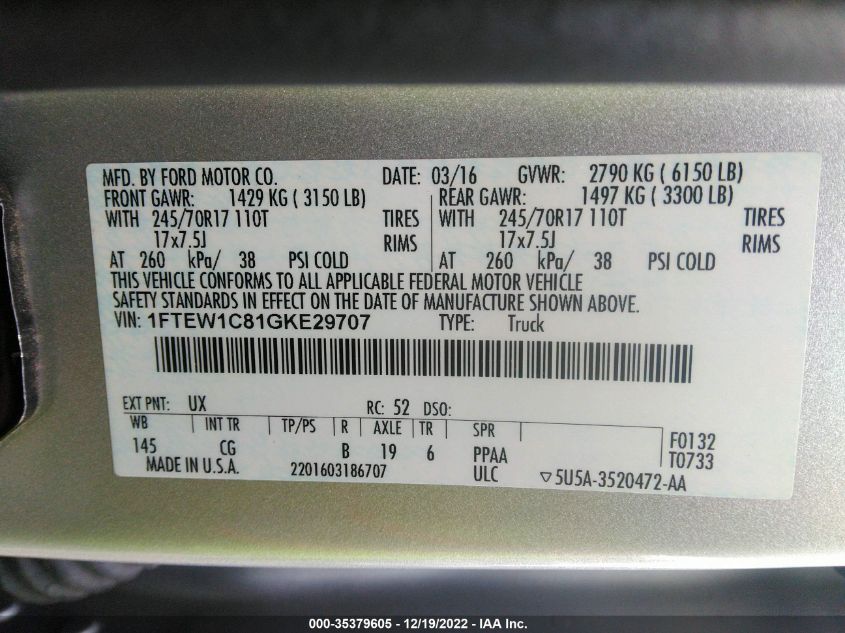 MFD. BY FORD MOTOR CO. DATE: 03/16 GVWR: 2790 KG ( 6150 LB)
FRONT GAWR: 1429 KG ( 3150 LB) REAR GAWR: 1497 KG ( 3300 LB)
WITH 245/70R17 110T TIRES WITH 245/70R17 110T TIRES
17x7.5J RIMS 17x7.5J RIMS
AT 260 kPa/ 38 PSI COLD AT 260 kPa/ 38 PSI COLD
THIS VEHICLE CONFORMS TO ALL APPLICABLE FEDERAL MOTOR VEHICLE
SAFETY STANDARDS IN EFFECT ON THE DATE OF MANUFACTURE SHOWN ABOVE.
VIN: 1FTEW1C81GKE29707 TYPE: Truck
EXT PNT: UX RC: 52 DSO:
WB INT TR TP/PS R AXLE TR SPR
145 CG B 19 6 PPAA F0132
MADE IN U.S.A. 2201603186707 ULC T0733
▽5U5A-3520472-AA
000-35379605 - 12/19/2022 - IAA Inc.